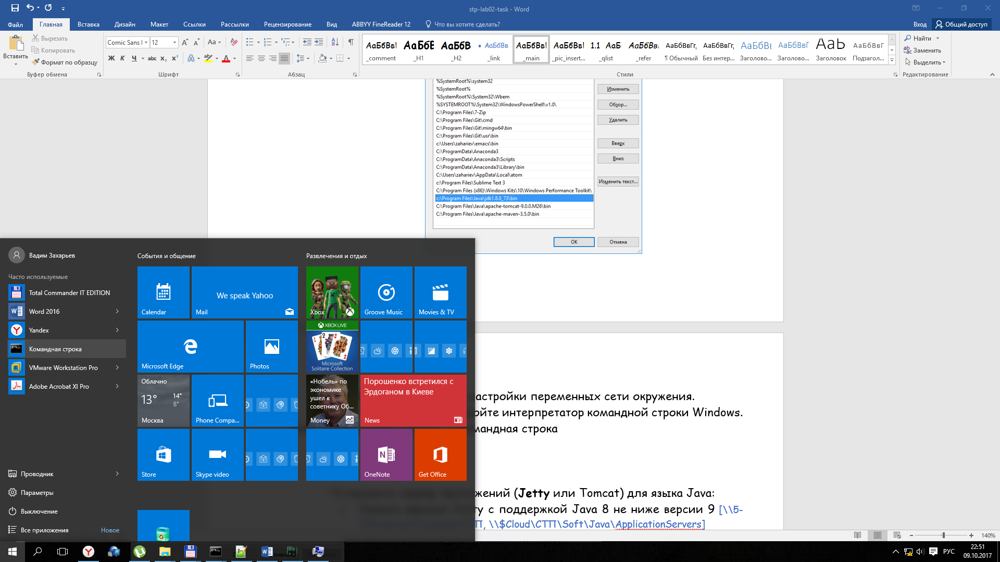 stp-lab02-task - Word
Файл
Главная
Вставка
Дизайн
Макет
Ссылки
Рассылки
Рецензирование
Вид
ABBYY FineReader 12
Что вы хотите сделать?
Вход
Общий доступ
Вставить
Вырезать
Копировать
Формат по образцу
Буфер обмена
Comic Sans I
12
Шрифт
Абзац
АаБбВвІ
АаБбВ
АаБбВ
АаБбВв
АаБбВвІ
АаБбВвІ
1.1 АаБ
АаБбВвІ
АаБбВвГг,
АаБбВвГг,
АаБбВі
АаБбВвГ
АаЬ
АаБбВвГ
_comment
_H1
_H2
_link
_main
_pic_insert...
_qlist
_refer
¶ Обычный
Без интер...
Заголово...
Заголово...
Заголовок
Подзагол...
Стили
Найти
Заменить
Выделить
Редактирование
%SystemRoot%\system32
%SystemRoot%
%SystemRoot%\System32\Wbem
%SYSTEMROOT%\System32\WindowsPowerShell\v1.0\
C:\Program Files\7-Zip
C:\Program Files\Git\cmd
C:\Program Files\Git\mingw64\bin
C:\Program Files\Git\usr\bin
c:\Users\zahariev\emacs\bin
C:\ProgramData\Anaconda3
C:\ProgramData\Anaconda3\Scripts
C:\ProgramData\Anaconda3\Library\bin
C:\Users\zahariev\AppData\Local\atom
c:\Program Files\Sublime Text 3
C:\Program Files (x86)\Windows Kits\10\Windows Performance Toolkit\
c:\Program Files\Java\jdk1.8.0_73\bin
C:\Program Files\Java\apache-tomcat-9.0.0.M26\bin
C:\Program Files\Java\apache-maven-3.5.0\bin
Изменить
Обзор...
Удалить
Вверх
Вниз
Изменить текст...
OK
Отмена
Вадим Захарьев
Часто используемые
Total Commander IT EDITION
Word 2016
Yandex
Командная строка
VMware Workstation Pro
Adobe Acrobat XI Pro
Проводник
Параметры
Выключение
Все приложения
Новое
События и общение
Calendar
We speak Yahoo
Mail
Microsoft Edge
Photos
Облачно
13°
14°
8°
Москва
Phone Compa...
Store
Skype video
Развлечения и отдых
Xbox
Groove Music
Movies & TV
XBOX LIVE
Microsoft
Solitaire Collection
«Нобель» по
экономике
ушел к
советнику Об...
Money
Порошенко встретился с
Эрдоганом в Киеве
News
OneNote
Get Office
астройки переменных сети окружения.
ойте интерпретатор командной строки Windows.
мандная строка
жений (Jetty или Tomcat) для языка Java:
ty с поддержкой Java 8 не ниже версии 9 [\\5-
П, \\$Cloud\СТП\Soft\Java\ApplicationServers]
140%
РУС
22:51
09.10.2017